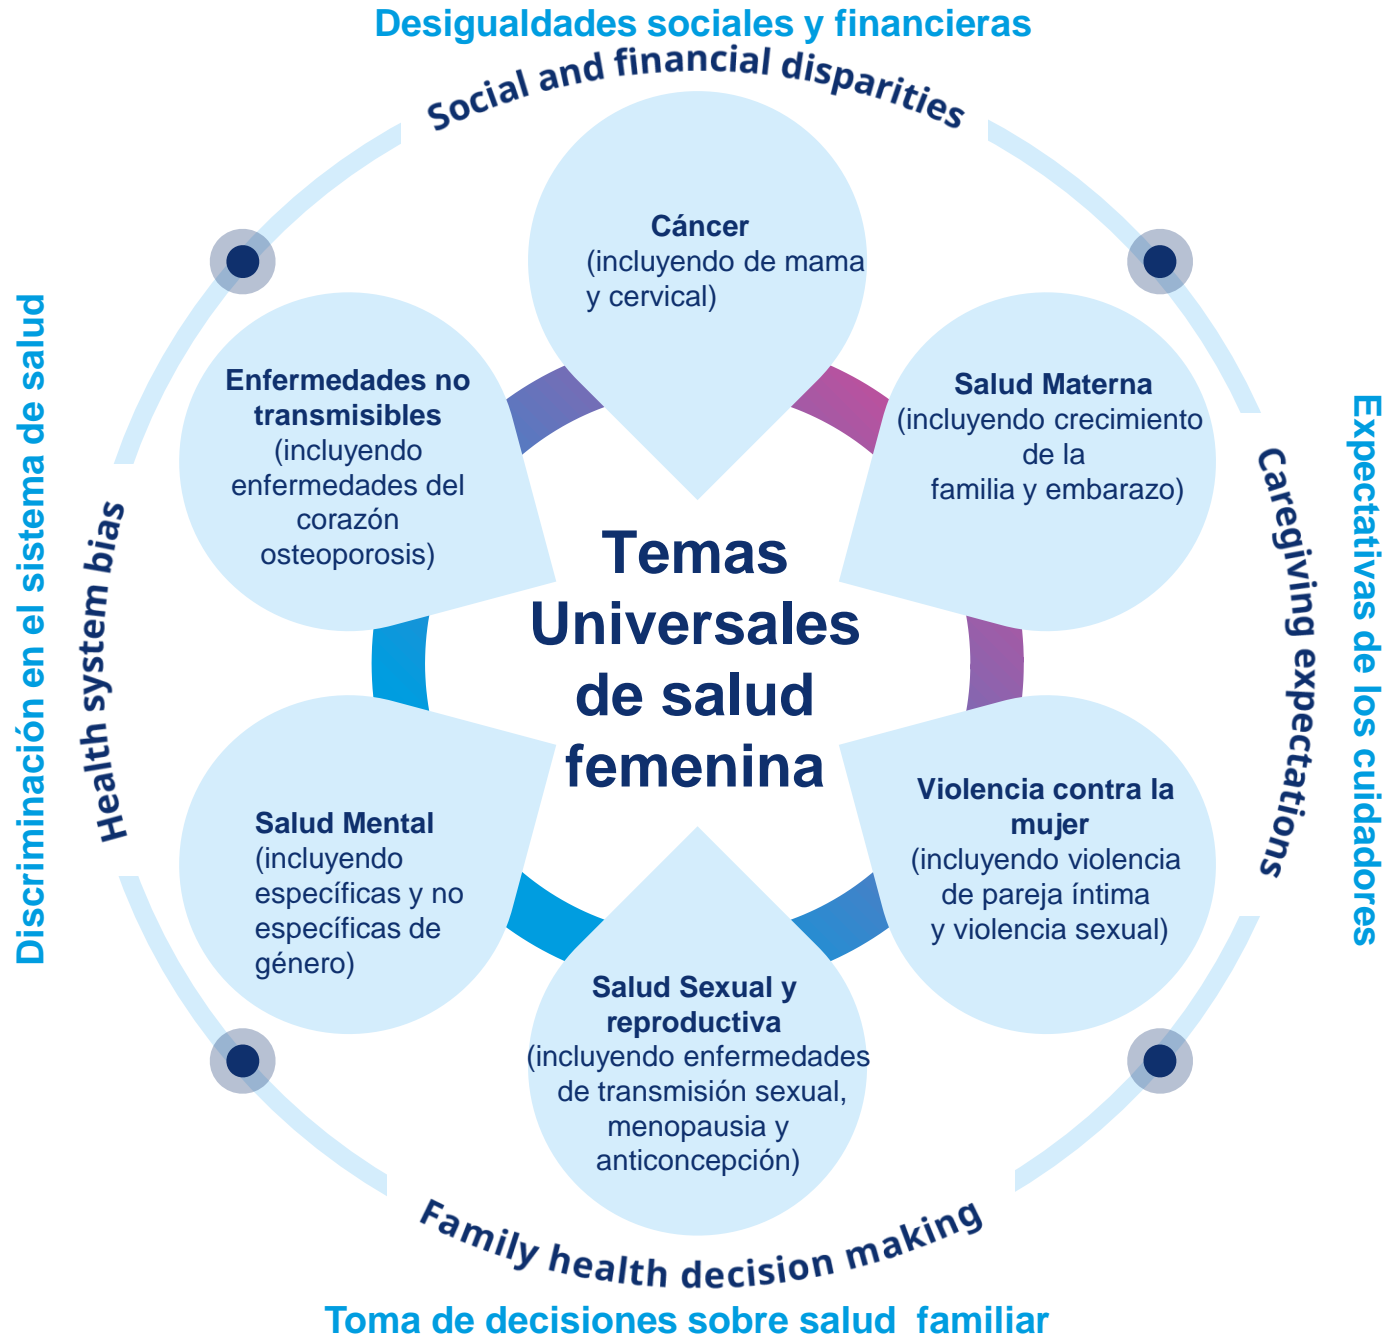 Desigualdades sociales y financieras
Social and financial disparities
Cáncer
(incluyendo de mama
y cervical)
Enfermedades no
transmisibles
(incluyendo
enfermedades del
corazón
osteoporosis)
Salud Materna
(incluyendo crecimiento
de la
familia y embarazo)
Discriminación en el sistema de salud
Health system bias
Temas
Universales
de salud
femenina
Caregiving expectations
Expectativas de los cuidadores
Salud Mental
(incluyendo
específicas y no
específicas de
género)
Violencia contra la
mujer
(incluyendo violencia
de pareja íntima
y violencia sexual)
Salud Sexual y
reproductiva
(incluyendo enfermedades
de transmisión sexual,
menopausia y
anticoncepción)
Family health decision making
Toma de decisiones sobre salud  familiar